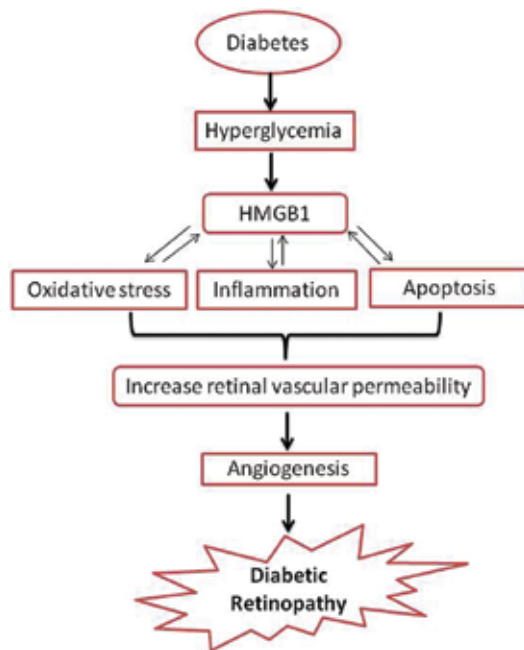 Diabetes
Hyperglycemia
HMGB1
Oxidative stress
Inflammation
Apoptosis
Increase retinal vascular permeability
Angiogenesis
Diabetic
Retinopathy